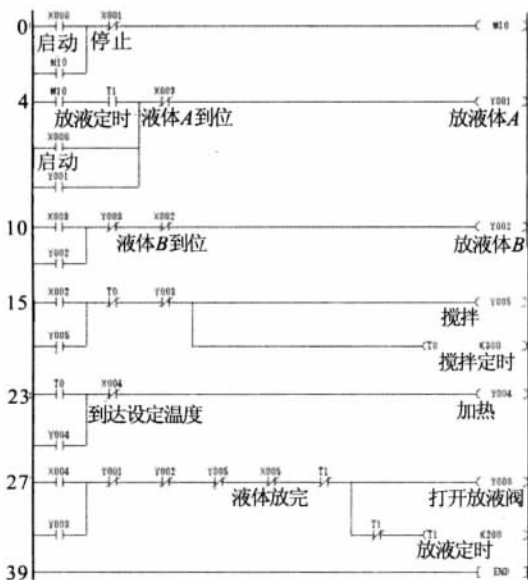 X000 X001
0 M10
启动 停止
M10
M10 T1 X003
4 Y001
放液定时 液体A到位 放液体A
X000
启动
Y001
X003 Y003 X002
10 Y002
液体B到位 放液体B
Y002
X002 T0 Y003
15 Y005
搅拌
Y005
T0 K300
搅拌定时
T0 X004
23 Y004
到达设定温度 加热
Y004
X004 Y001 Y002 Y005 X005 T1
27
液体放完 打开放液阀
Y003
T1 T1 K200
放液定时
39 END